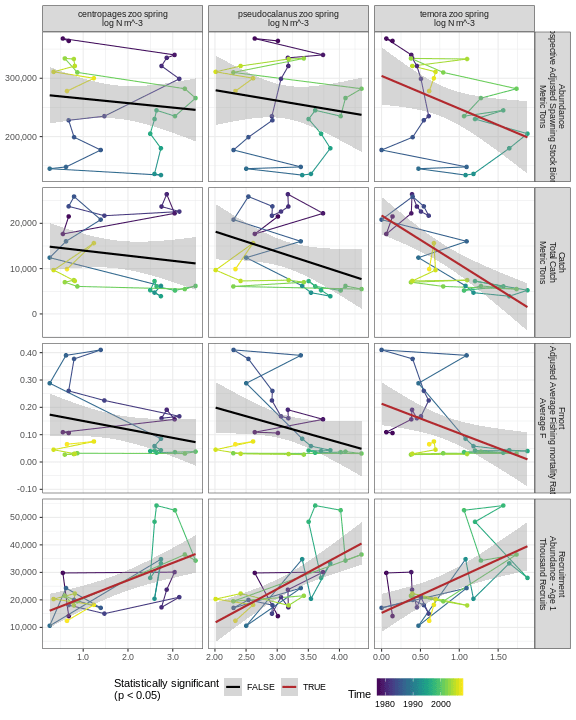 centropages zoo spring
log N m^-3
pseudocalanus zoo spring
log N m^-3
temora zoo spring
log N m^-3
300,000
200,000
Abundance
Adjusted Spawning Stock
Metric Tons
20,000
10,000
0
Catch
Total Catch
Metric Tons
0.40
0.30
0.20
0.10
0.00
-0.10
Fmort
Adjusted Average Fishing mortality
Average F
50,000
40,000
30,000
20,000
10,000
Recruitment
Abundance - Age 1
Thousand Recruits
1.0 2.0 3.0
2.00 2.50 3.00 3.50 4.00
0.00 0.50 1.00 1.50
Statistically significant
(p < 0.05)
FALSE
TRUE
Time
1980 1990 2000